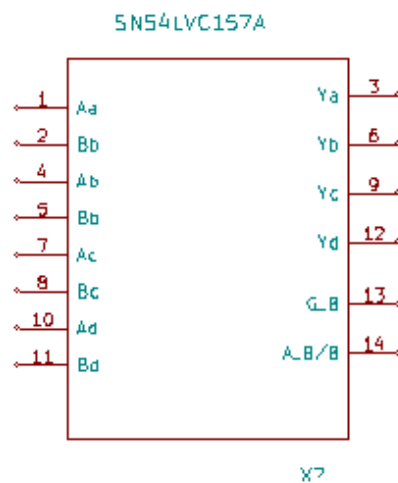 SN54LVC157A
1 Aa
2 Bb
4 Ab
5 Bb
7 Ac
8 Bc
10 Ad
11 Bd
Ya 3
Yb 6
Yc 9
Yd 12
G_B 13
A_B/B 14
X?